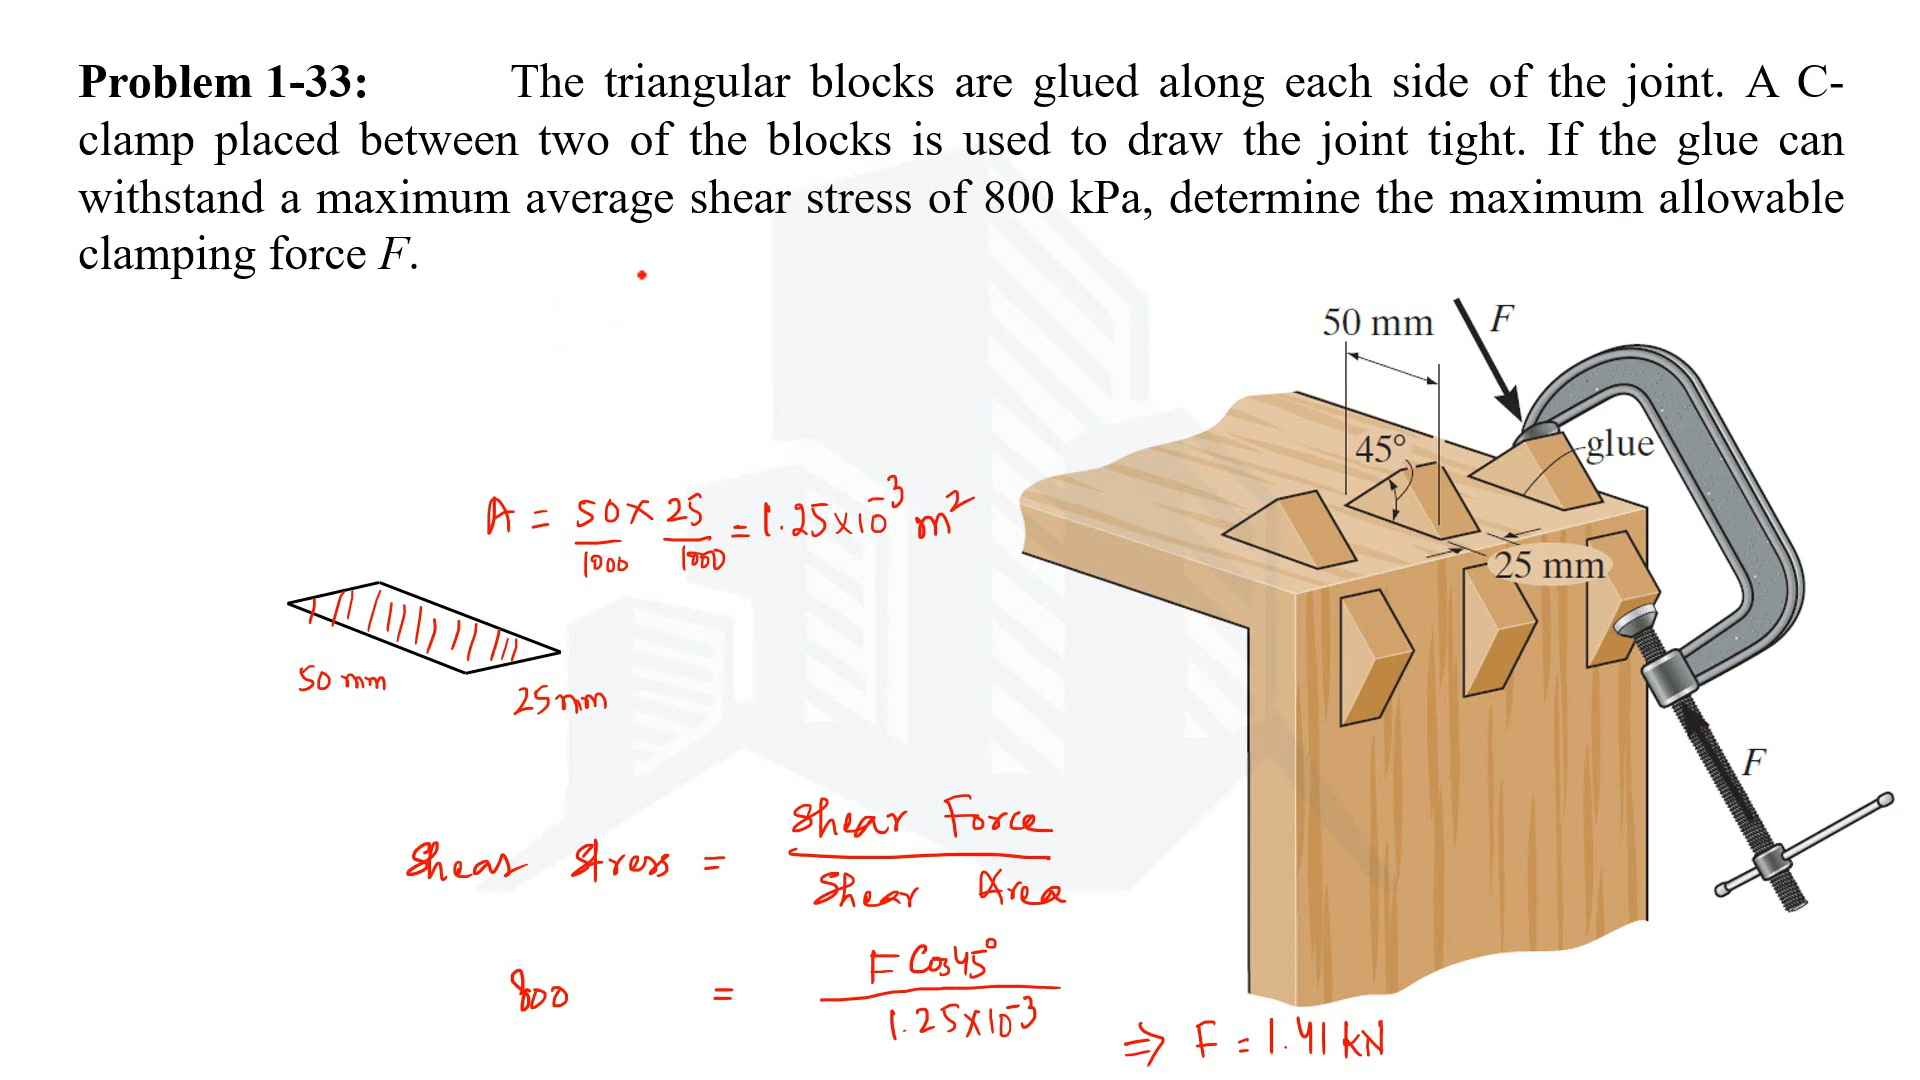 Problem 1-33: The triangular blocks are glued along each side of the joint. A C-
clamp placed between two of the blocks is used to draw the joint tight. If the glue can
withstand a maximum average shear stress of 800 kPa, determine the maximum allowable
clamping force F.
50 mm
F
45°
glue
25 mm
F
A = 50/1000 × 25/1000 = 1.25×10⁻³ m²
50 mm
25 mm
Shear Stress = Shear Force / Shear Area
800 = F Cos45° / 1.25×10⁻³
⇒ F = 1.41 kN